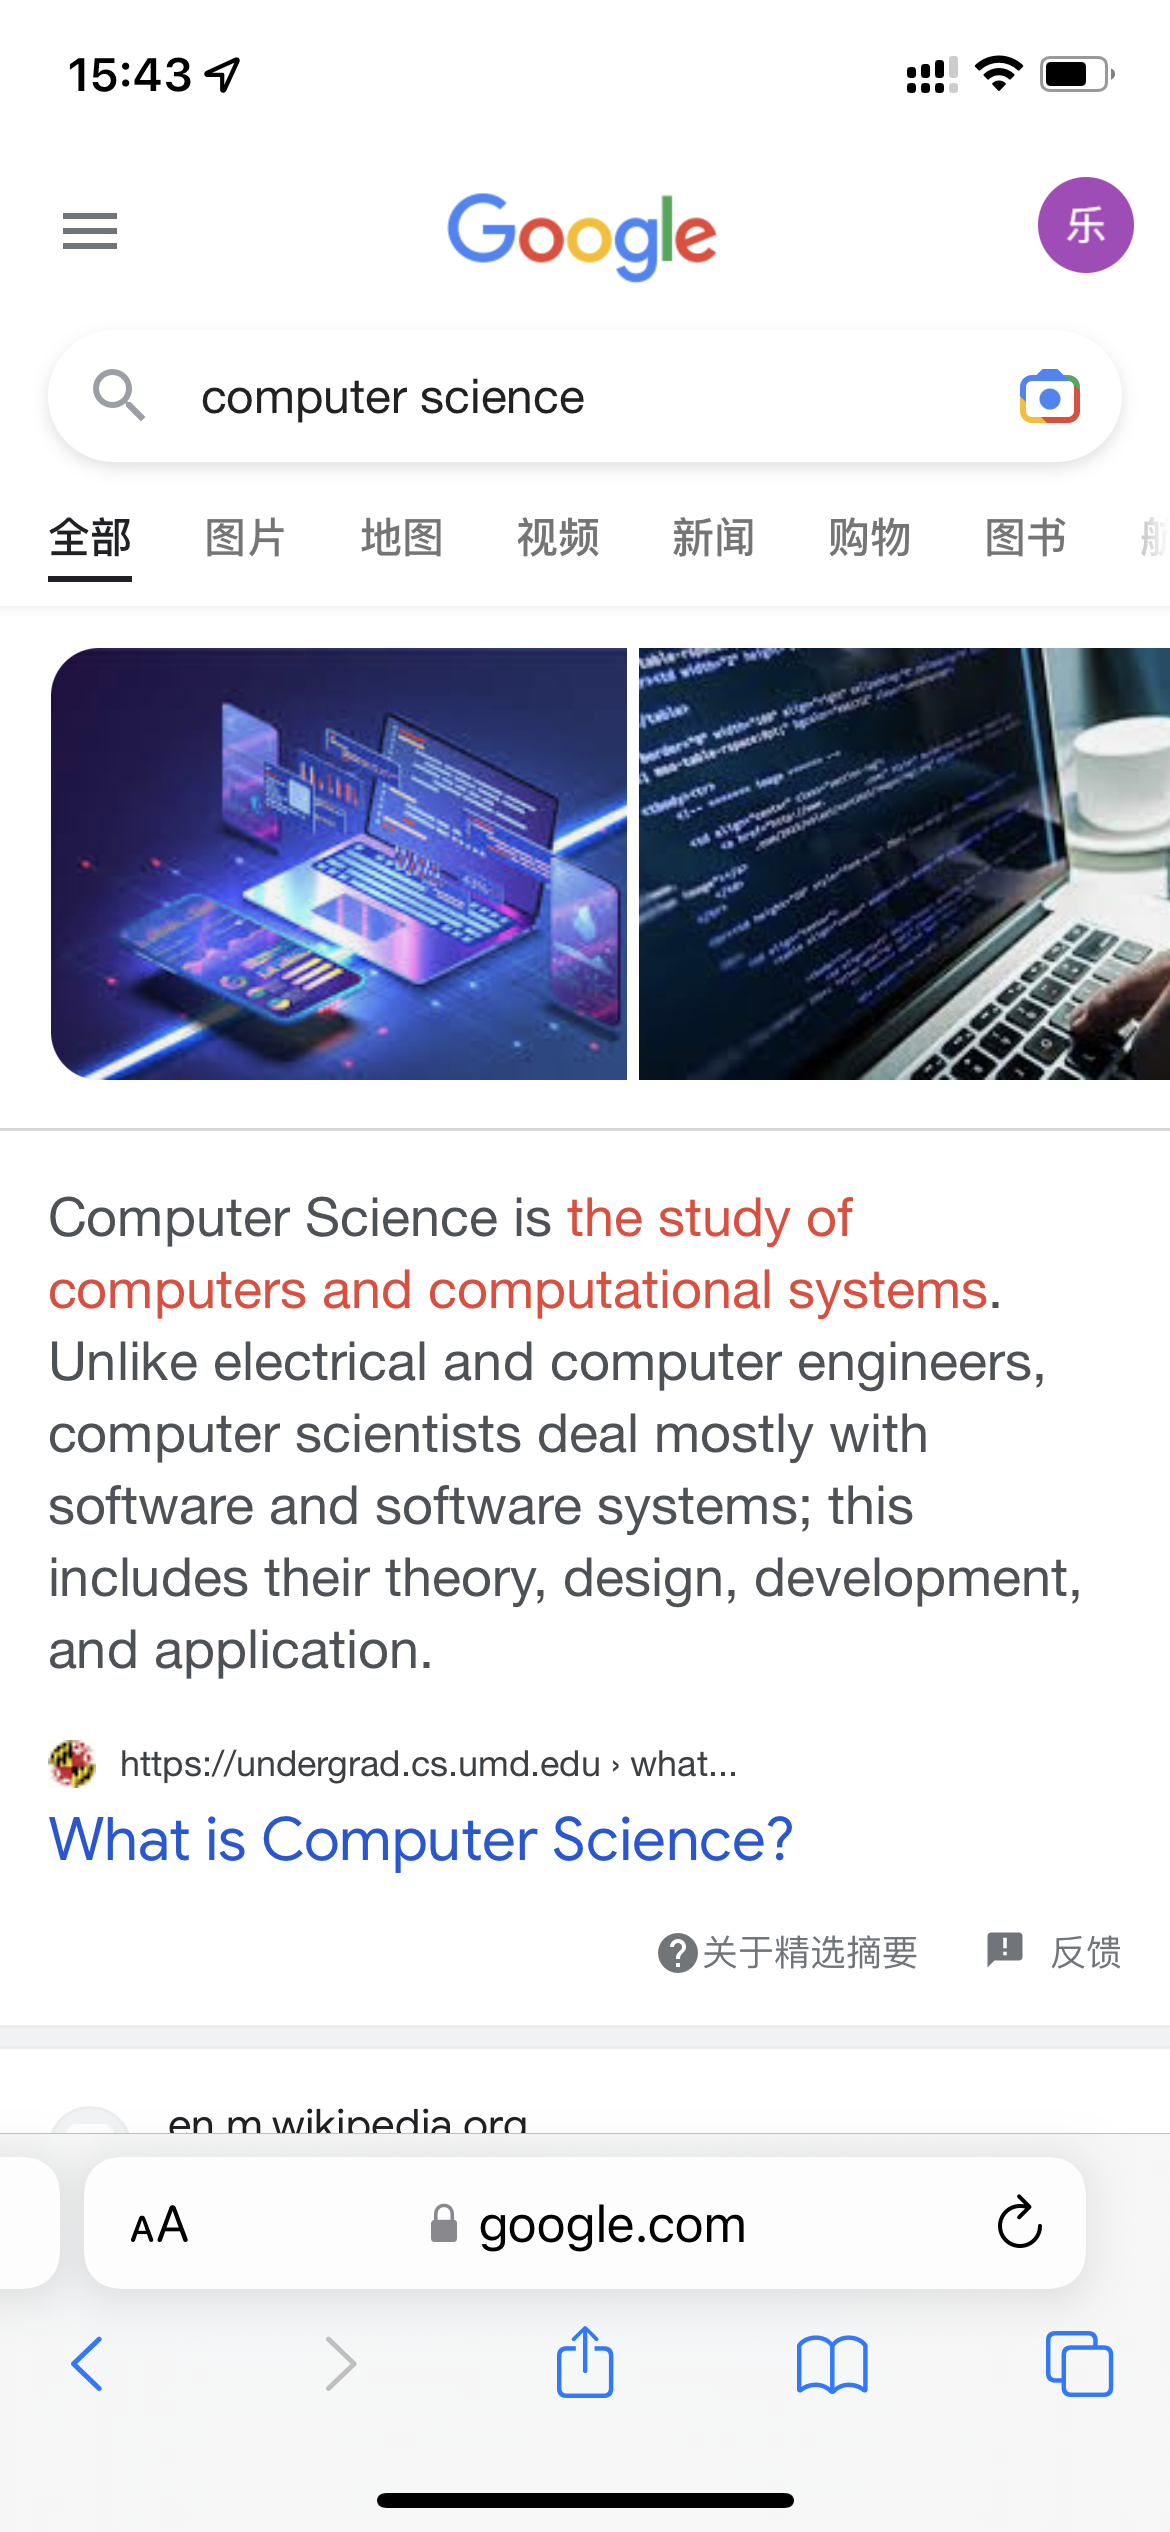 15:43
Google
乐
computer science
全部 图片 地图 视频 新闻 购物 图书
Computer Science is the study of
computers and computational systems.
Unlike electrical and computer engineers,
computer scientists deal mostly with
software and software systems; this
includes their theory, design, development,
and application.
https://undergrad.cs.umd.edu › what...
What is Computer Science?
关于精选摘要 反馈
en.m.wikipedia.org
AA google.com